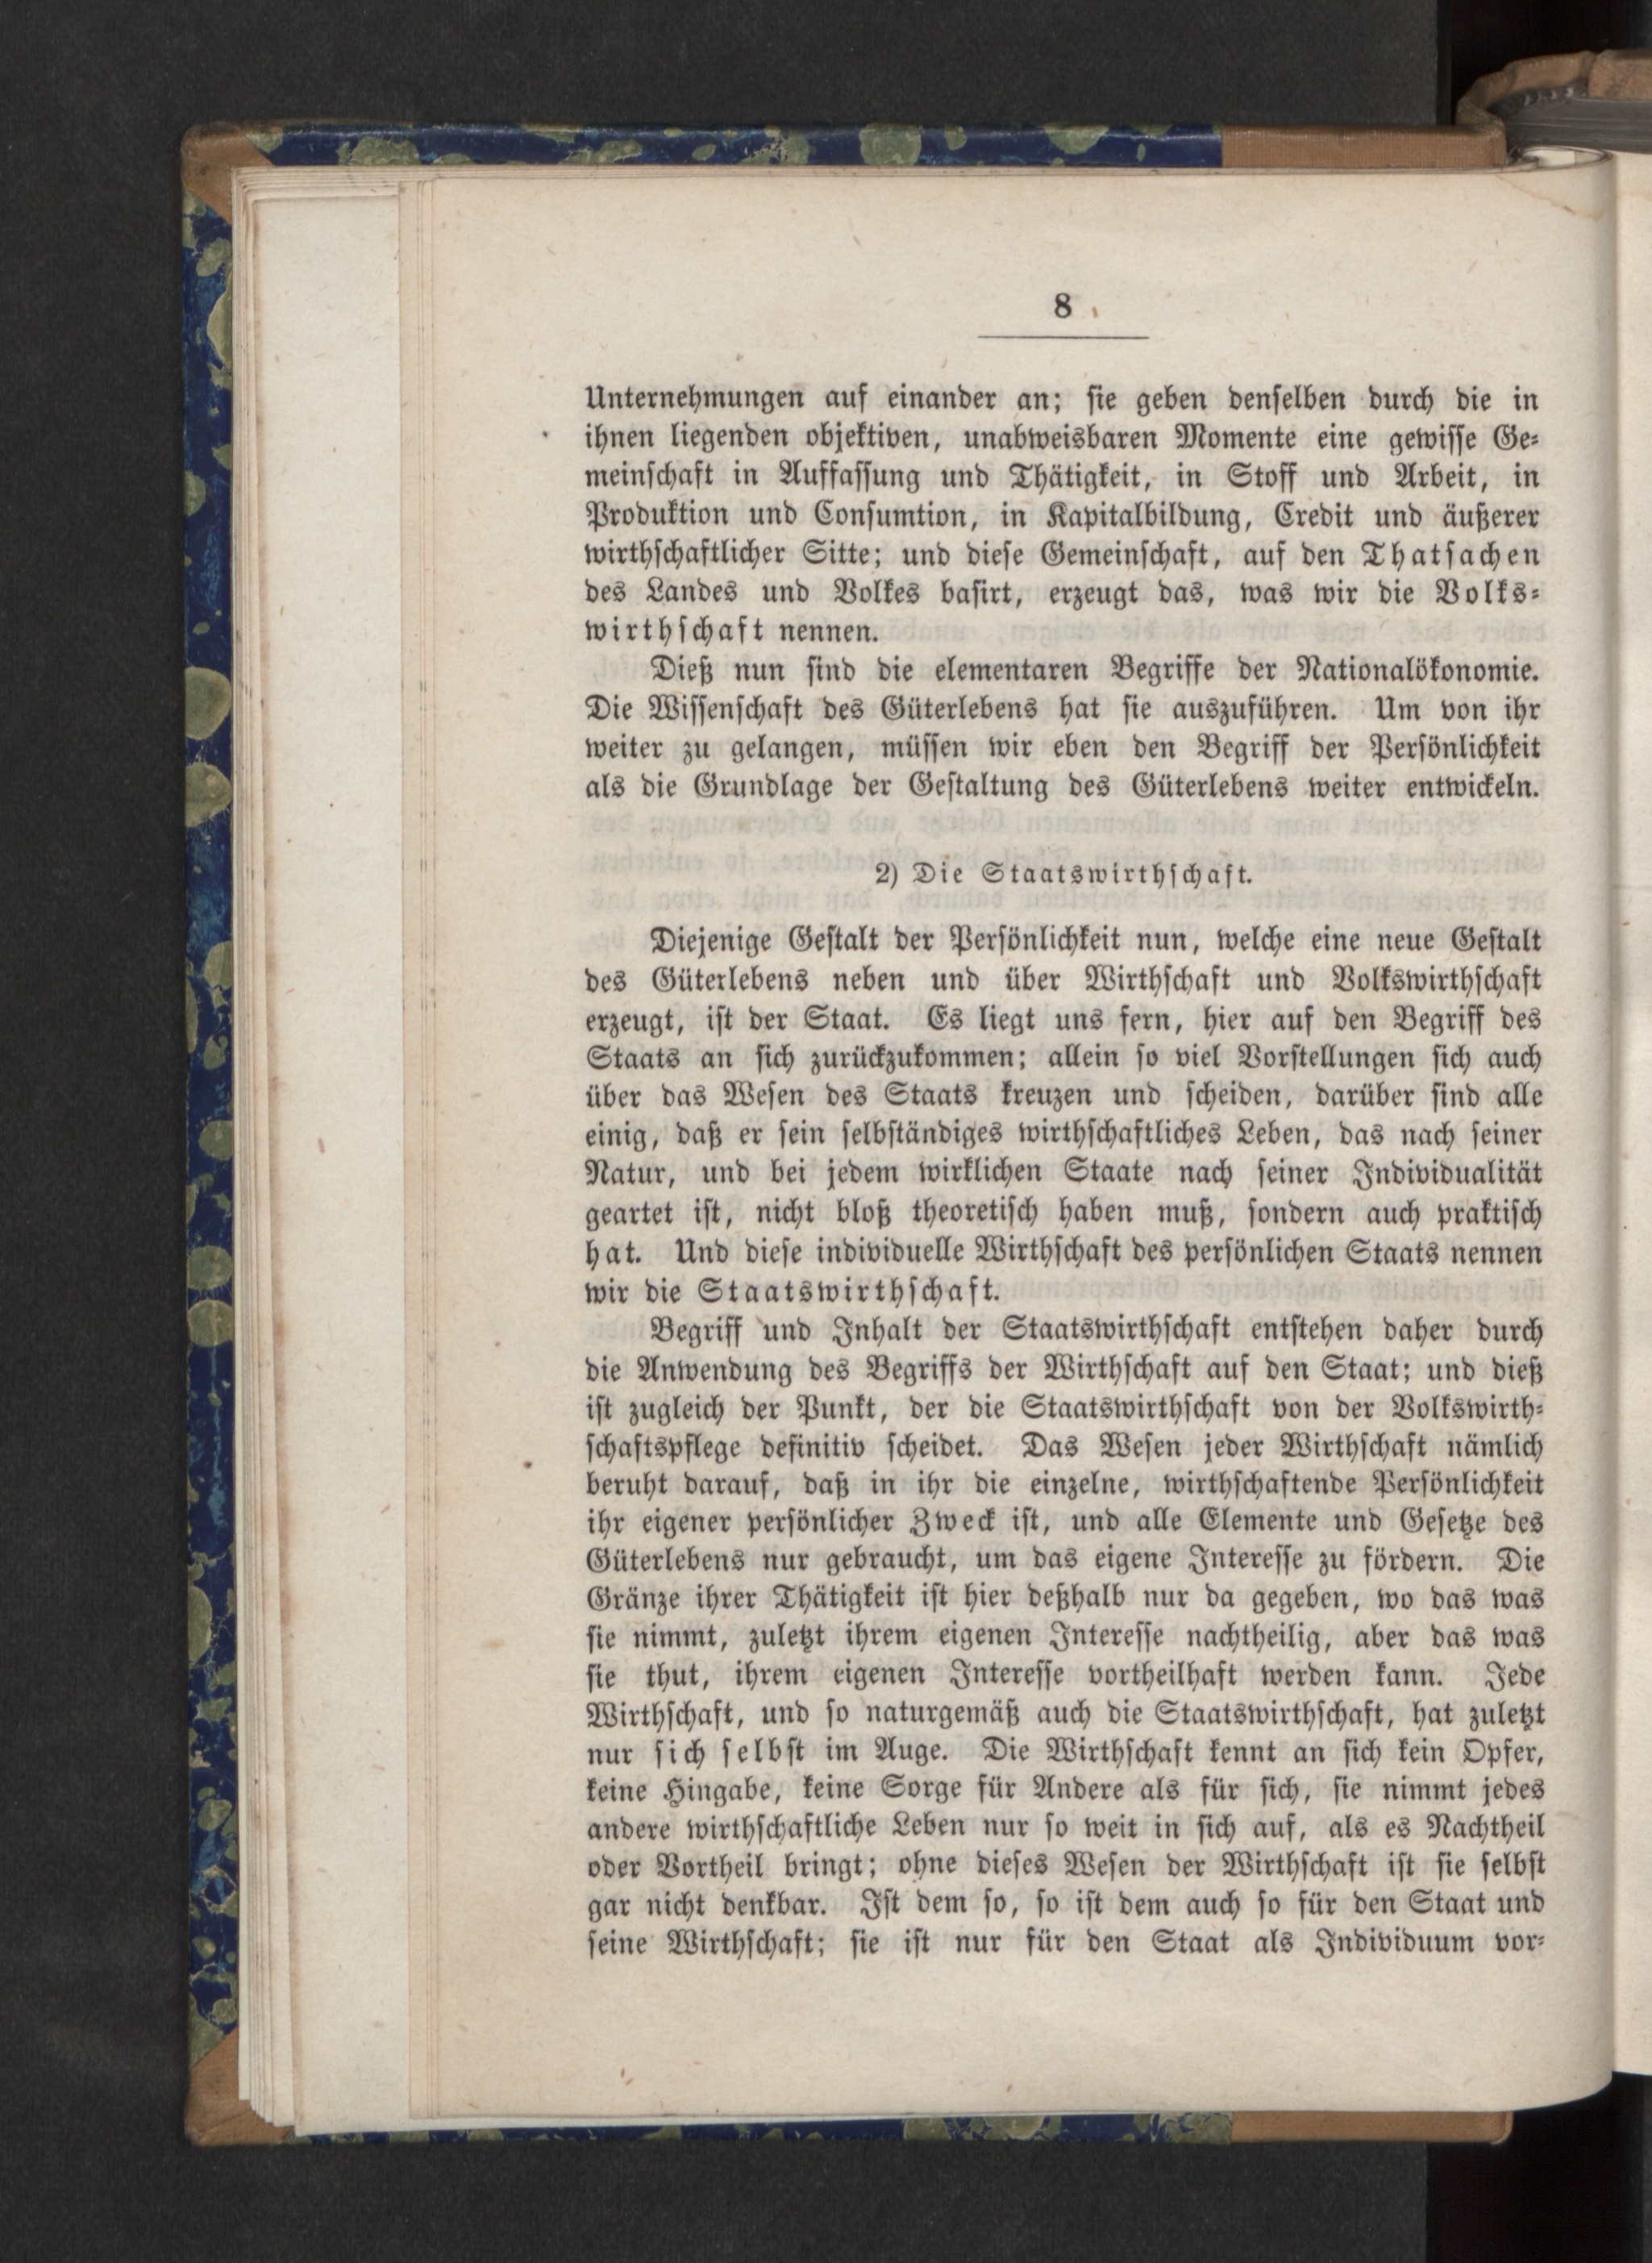 8
Unternehmungen auf einander an; sie geben denselben durch die in
ihnen liegenden objektiven, unabweisbaren Momente eine gewisse Ge-
meinschaft in Auffassung und Thätigkeit, in Stoff und Arbeit, in
Produktion und Consumtion, in Kapitalbildung, Credit und äußerer
wirthschaftlicher Sitte; und diese Gemeinschaft, auf den Thatsachen
des Landes und Volkes basirt, erzeugt das, was wir die Volks-
wirthschaft nennen.
Dieß nun sind die elementaren Begriffe der Nationalökonomie.
Die Wissenschaft des Güterlebens hat sie auszuführen. Um von ihr
weiter zu gelangen, müssen wir eben den Begriff der Persönlichkeit
als die Grundlage der Gestaltung des Güterlebens weiter entwickeln.
2) Die Staatswirthschaft.
Diejenige Gestalt der Persönlichkeit nun, welche eine neue Gestalt
des Güterlebens neben und über Wirthschaft und Volkswirthschaft
erzeugt, ist der Staat. Es liegt uns fern, hier auf den Begriff des
Staats an sich zurückzukommen; allein so viel Vorstellungen sich auch
über das Wesen des Staats kreuzen und scheiden, darüber sind alle
einig, daß er sein selbständiges wirthschaftliches Leben, das nach seiner
Natur, und bei jedem wirklichen Staate nach seiner Individualität
geartet ist, nicht bloß theoretisch haben muß, sondern auch praktisch
hat. Und diese individuelle Wirthschaft des persönlichen Staats nennen
wir die Staatswirthschaft.
Begriff und Inhalt der Staatswirthschaft entstehen daher durch
die Anwendung des Begriffs der Wirthschaft auf den Staat; und dieß
ist zugleich der Punkt, der die Staatswirthschaft von der Volkswirth-
schaftspflege definitiv scheidet. Das Wesen jeder Wirthschaft nämlich
beruht darauf, daß in ihr die einzelne, wirthschaftende Persönlichkeit
ihr eigener persönlicher Zweck ist, und alle Elemente und Gesetze des
Güterlebens nur gebraucht, um das eigene Interesse zu fördern. Die
Gränze ihrer Thätigkeit ist hier deßhalb nur da gegeben, wo das was
sie nimmt, zuletzt ihrem eigenen Interesse nachtheilig, aber das was
sie thut, ihrem eigenen Interesse vortheilhaft werden kann. Jede
Wirthschaft, und so naturgemäß auch die Staatswirthschaft, hat zuletzt
nur sich selbst im Auge. Die Wirthschaft kennt an sich kein Opfer,
keine Hingabe, keine Sorge für Andere als für sich, sie nimmt jedes
andere wirthschaftliche Leben nur so weit in sich auf, als es Nachtheil
oder Vortheil bringt; ohne dieses Wesen der Wirthschaft ist sie selbst
gar nicht denkbar. Ist dem so, so ist dem auch so für den Staat und
seine Wirthschaft; sie ist nur für den Staat als Individuum vor-